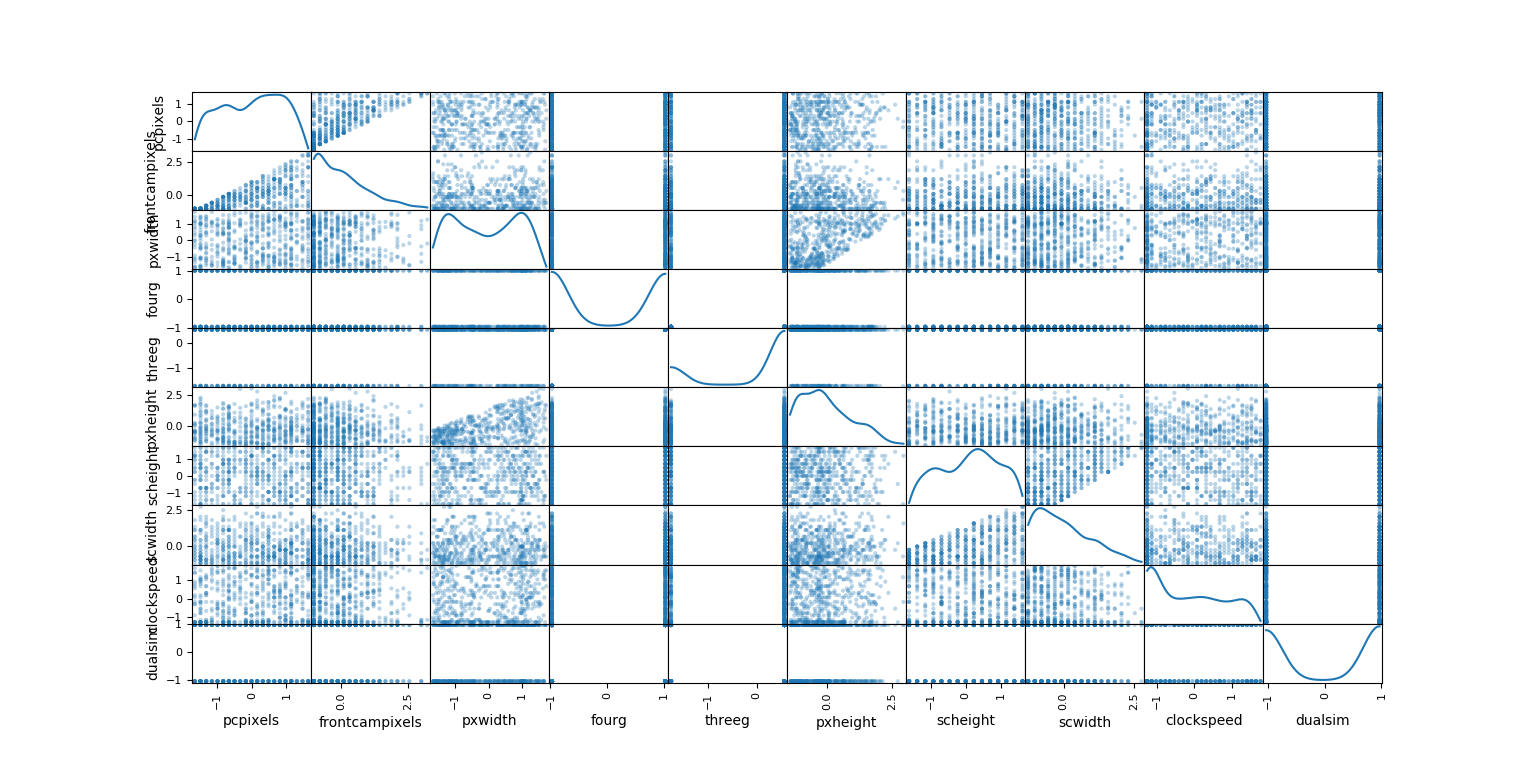 pcpixels
1
0
-1
frontcampixels
2.5
0.0
pxwidth
1
0
−1
fourg
1
0
−1
threeg
0
−1
pxheight
2.5
0.0
scheight
1
0
−1
scwidth
2.5
0.0
clockspeed
1
0
−1
dualsim
1
0
−1
−1 0 1 0.0 2.5 −1 0 1 −1 0 1 −1 0 0.0 2.5 −1 0 1 0.0 2.5 −1 0 1 −1 0 1
pcpixels frontcampixels pxwidth fourg threeg pxheight scheight scwidth clockspeed dualsim